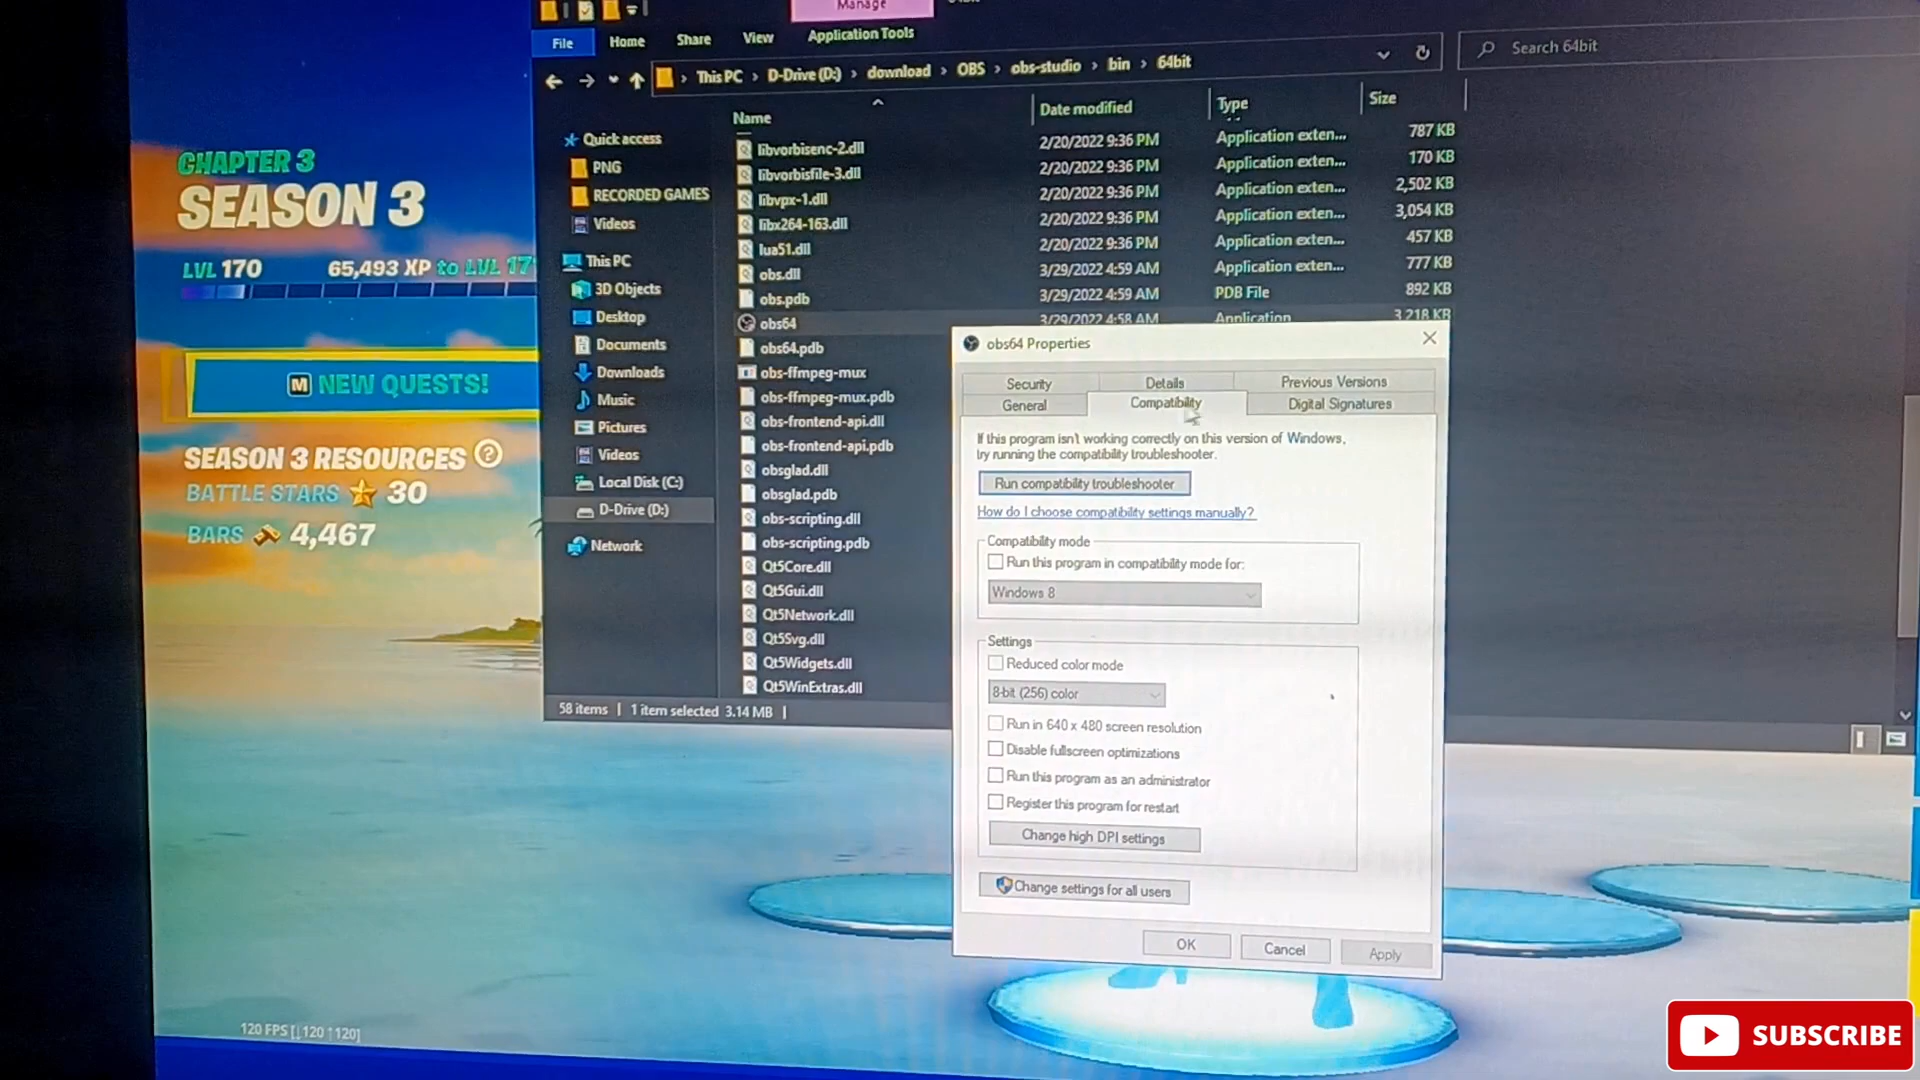 Manage
File Home Share View Application Tools
This PC > D-Drive (D:) > download > OBS > obs-studio > bin > 64bit
Search 64bit
Name Date modified Type Size
Quick access
PNG
RECORDED GAMES
Videos
This PC
3D Objects
Desktop
Documents
Downloads
Music
Pictures
Videos
Local Disk (C:)
D-Drive (D:)
Network
libvorbisenc-2.dll 2/20/2022 9:36 PM Application exten... 787 KB
libvorbisfile-3.dll 2/20/2022 9:36 PM Application exten... 170 KB
libvpx-1.dll 2/20/2022 9:36 PM Application exten... 2,502 KB
libx264-163.dll 2/20/2022 9:36 PM Application exten... 3,054 KB
lua51.dll 2/20/2022 9:36 PM Application exten... 457 KB
obs.dll 3/29/2022 4:59 AM Application exten... 777 KB
obs.pdb 3/29/2022 4:59 AM PDB File 892 KB
obs64 3/29/2022 4:58 AM Application 3,218 KB
obs64.pdb
obs-ffmpeg-mux
obs-ffmpeg-mux.pdb
obs-frontend-api.dll
obs-frontend-api.pdb
obsglad.dll
obsglad.pdb
obs-scripting.dll
obs-scripting.pdb
Qt5Core.dll
Qt5Gui.dll
Qt5Network.dll
Qt5Svg.dll
Qt5Widgets.dll
Qt5WinExtras.dll
58 items | 1 item selected 3.14 MB |
CHAPTER 3
SEASON 3
LVL 170 65,493 XP to LVL 17
M NEW QUESTS!
SEASON 3 RESOURCES ?
BATTLE STARS 30
BARS 4,467
120 FPS [↓120 ↑120]
obs64 Properties
Security Details Previous Versions
General Compatibility Digital Signatures
If this program isn't working correctly on this version of Windows,
try running the compatibility troubleshooter.
Run compatibility troubleshooter
How do I choose compatibility settings manually?
Compatibility mode
Run this program in compatibility mode for:
Windows 8
Settings
Reduced color mode
8-bit (256) color
Run in 640 x 480 screen resolution
Disable fullscreen optimizations
Run this program as an administrator
Register this program for restart
Change high DPI settings
Change settings for all users
OK Cancel Apply
SUBSCRIBE